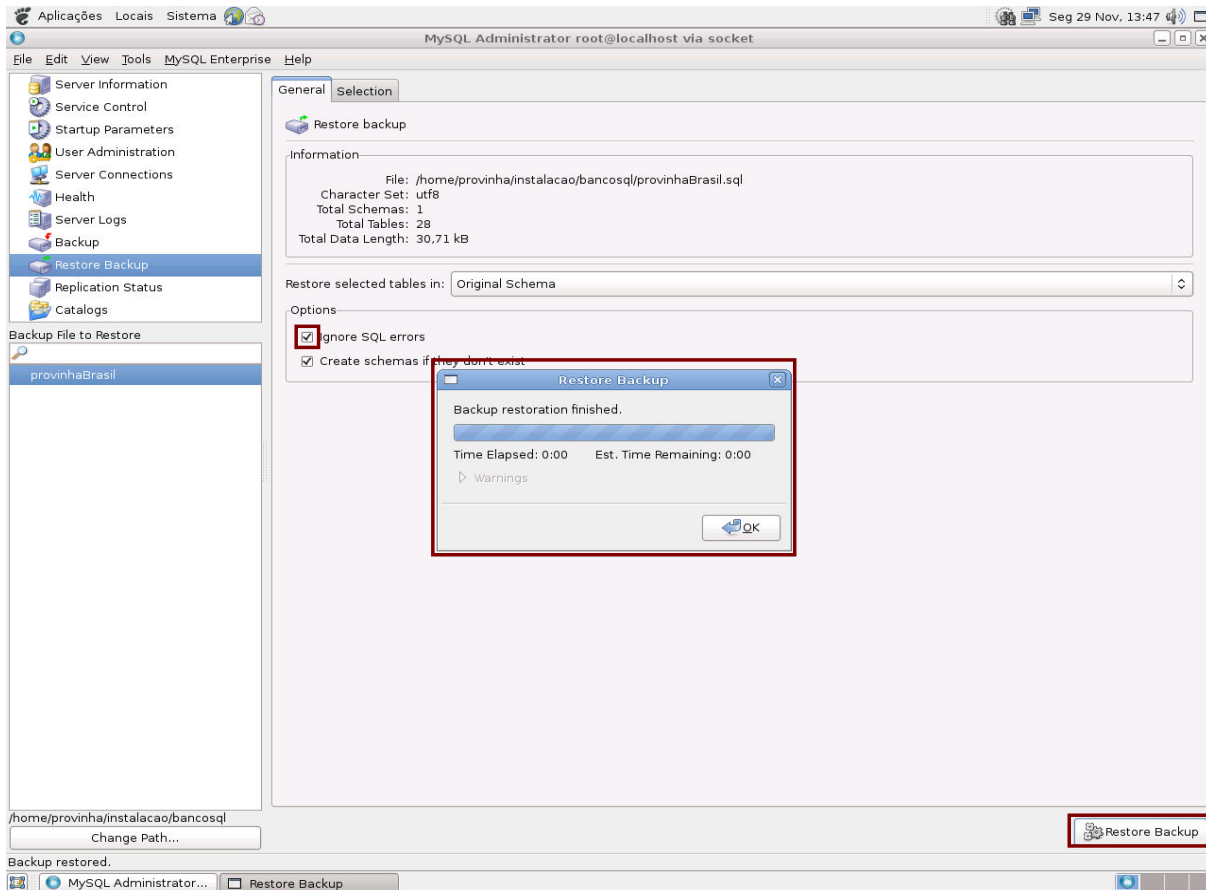 Aplicações Locais Sistema Seg 29 Nov, 13:47
MySQL Administrator root@localhost via socket
File Edit View Tools MySQL Enterprise Help
Server Information
Service Control
Startup Parameters
User Administration
Server Connections
Health
Server Logs
Backup
Restore Backup
Replication Status
Catalogs
Backup File to Restore
provinhaBrasil
/home/provinha/instalacao/bancosql
Change Path...
General Selection
Restore backup
Information
File: /home/provinha/instalacao/bancosql/provinhaBrasil.sql
Character Set: utf8
Total Schemas: 1
Total Tables: 28
Total Data Length: 30,71 kB
Restore selected tables in: Original Schema
Options
Ignore SQL errors
Create schemas if they don't exist
Restore Backup
Backup restoration finished.
Time Elapsed: 0:00 Est. Time Remaining: 0:00
Warnings
OK
Restore Backup
Backup restored.
MySQL Administrator... Restore Backup